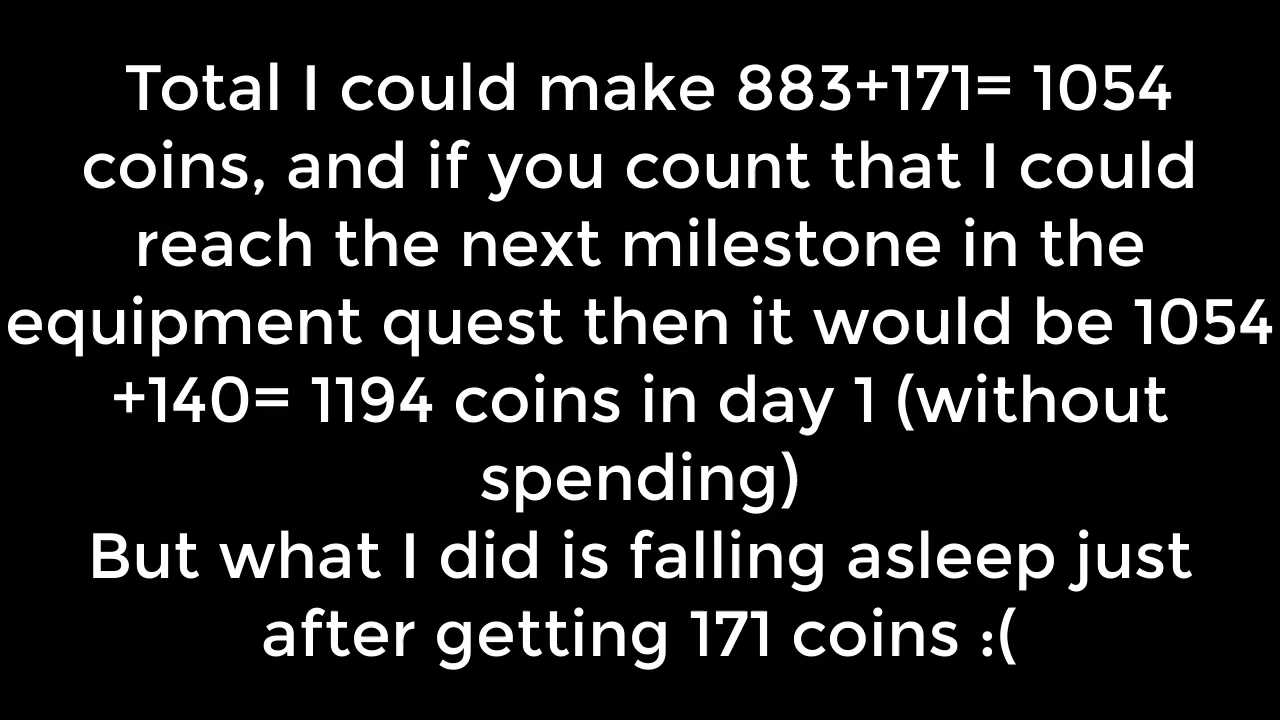 Total I could make 883+171= 1054
coins, and if you count that I could
reach the next milestone in the
equipment quest then it would be 1054
+140= 1194 coins in day 1 (without
spending)
But what I did is falling asleep just
after getting 171 coins :(